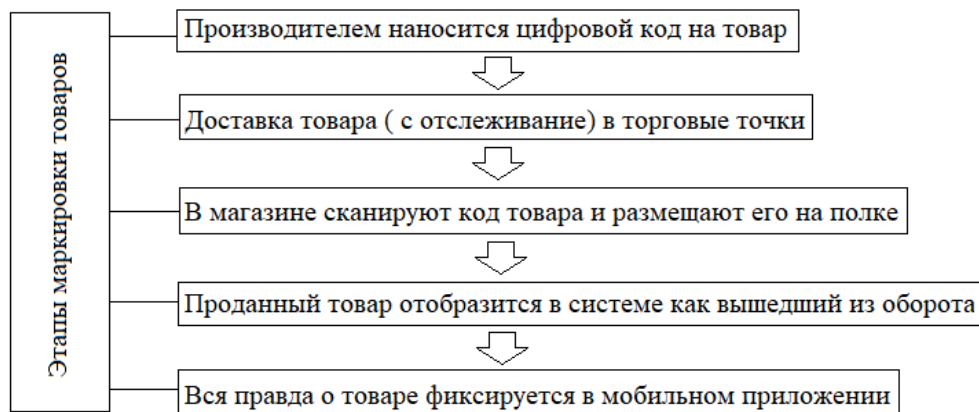 Этапы маркировки товаров
Производителем наносится цифровой код на товар
Доставка товара ( с отслеживание) в торговые точки
В магазине сканируют код товара и размещают его на полке
Проданный товар отобразится в системе как вышедший из оборота
Вся правда о товаре фиксируется в мобильном приложении